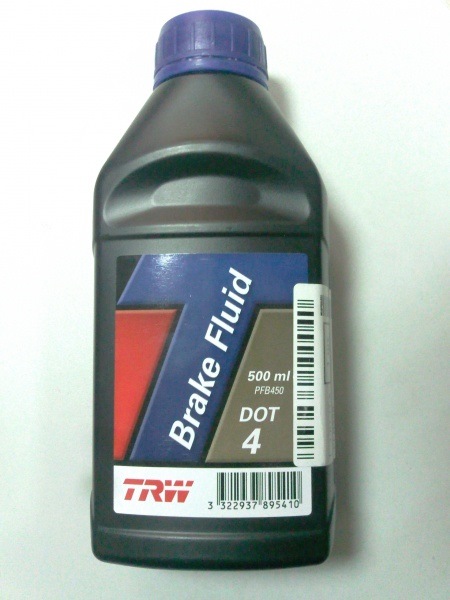 Brake Fluid
500 ml
PFB450
DOT
4
TRW
3 322937 895410